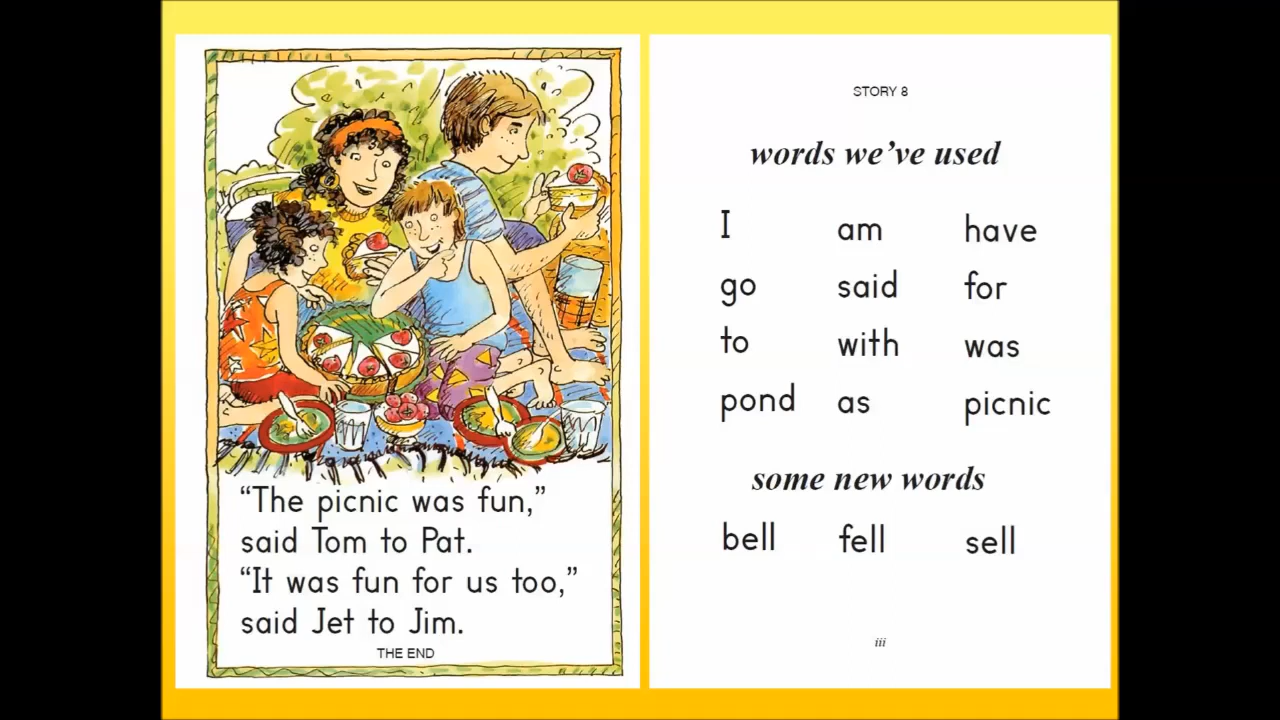 “The picnic was fun,”
said Tom to Pat.
“It was fun for us too,”
said Jet to Jim.
THE END
STORY 8
words we’ve used
I am have
go said for
to with was
pond as picnic
some new words
bell fell sell
iii